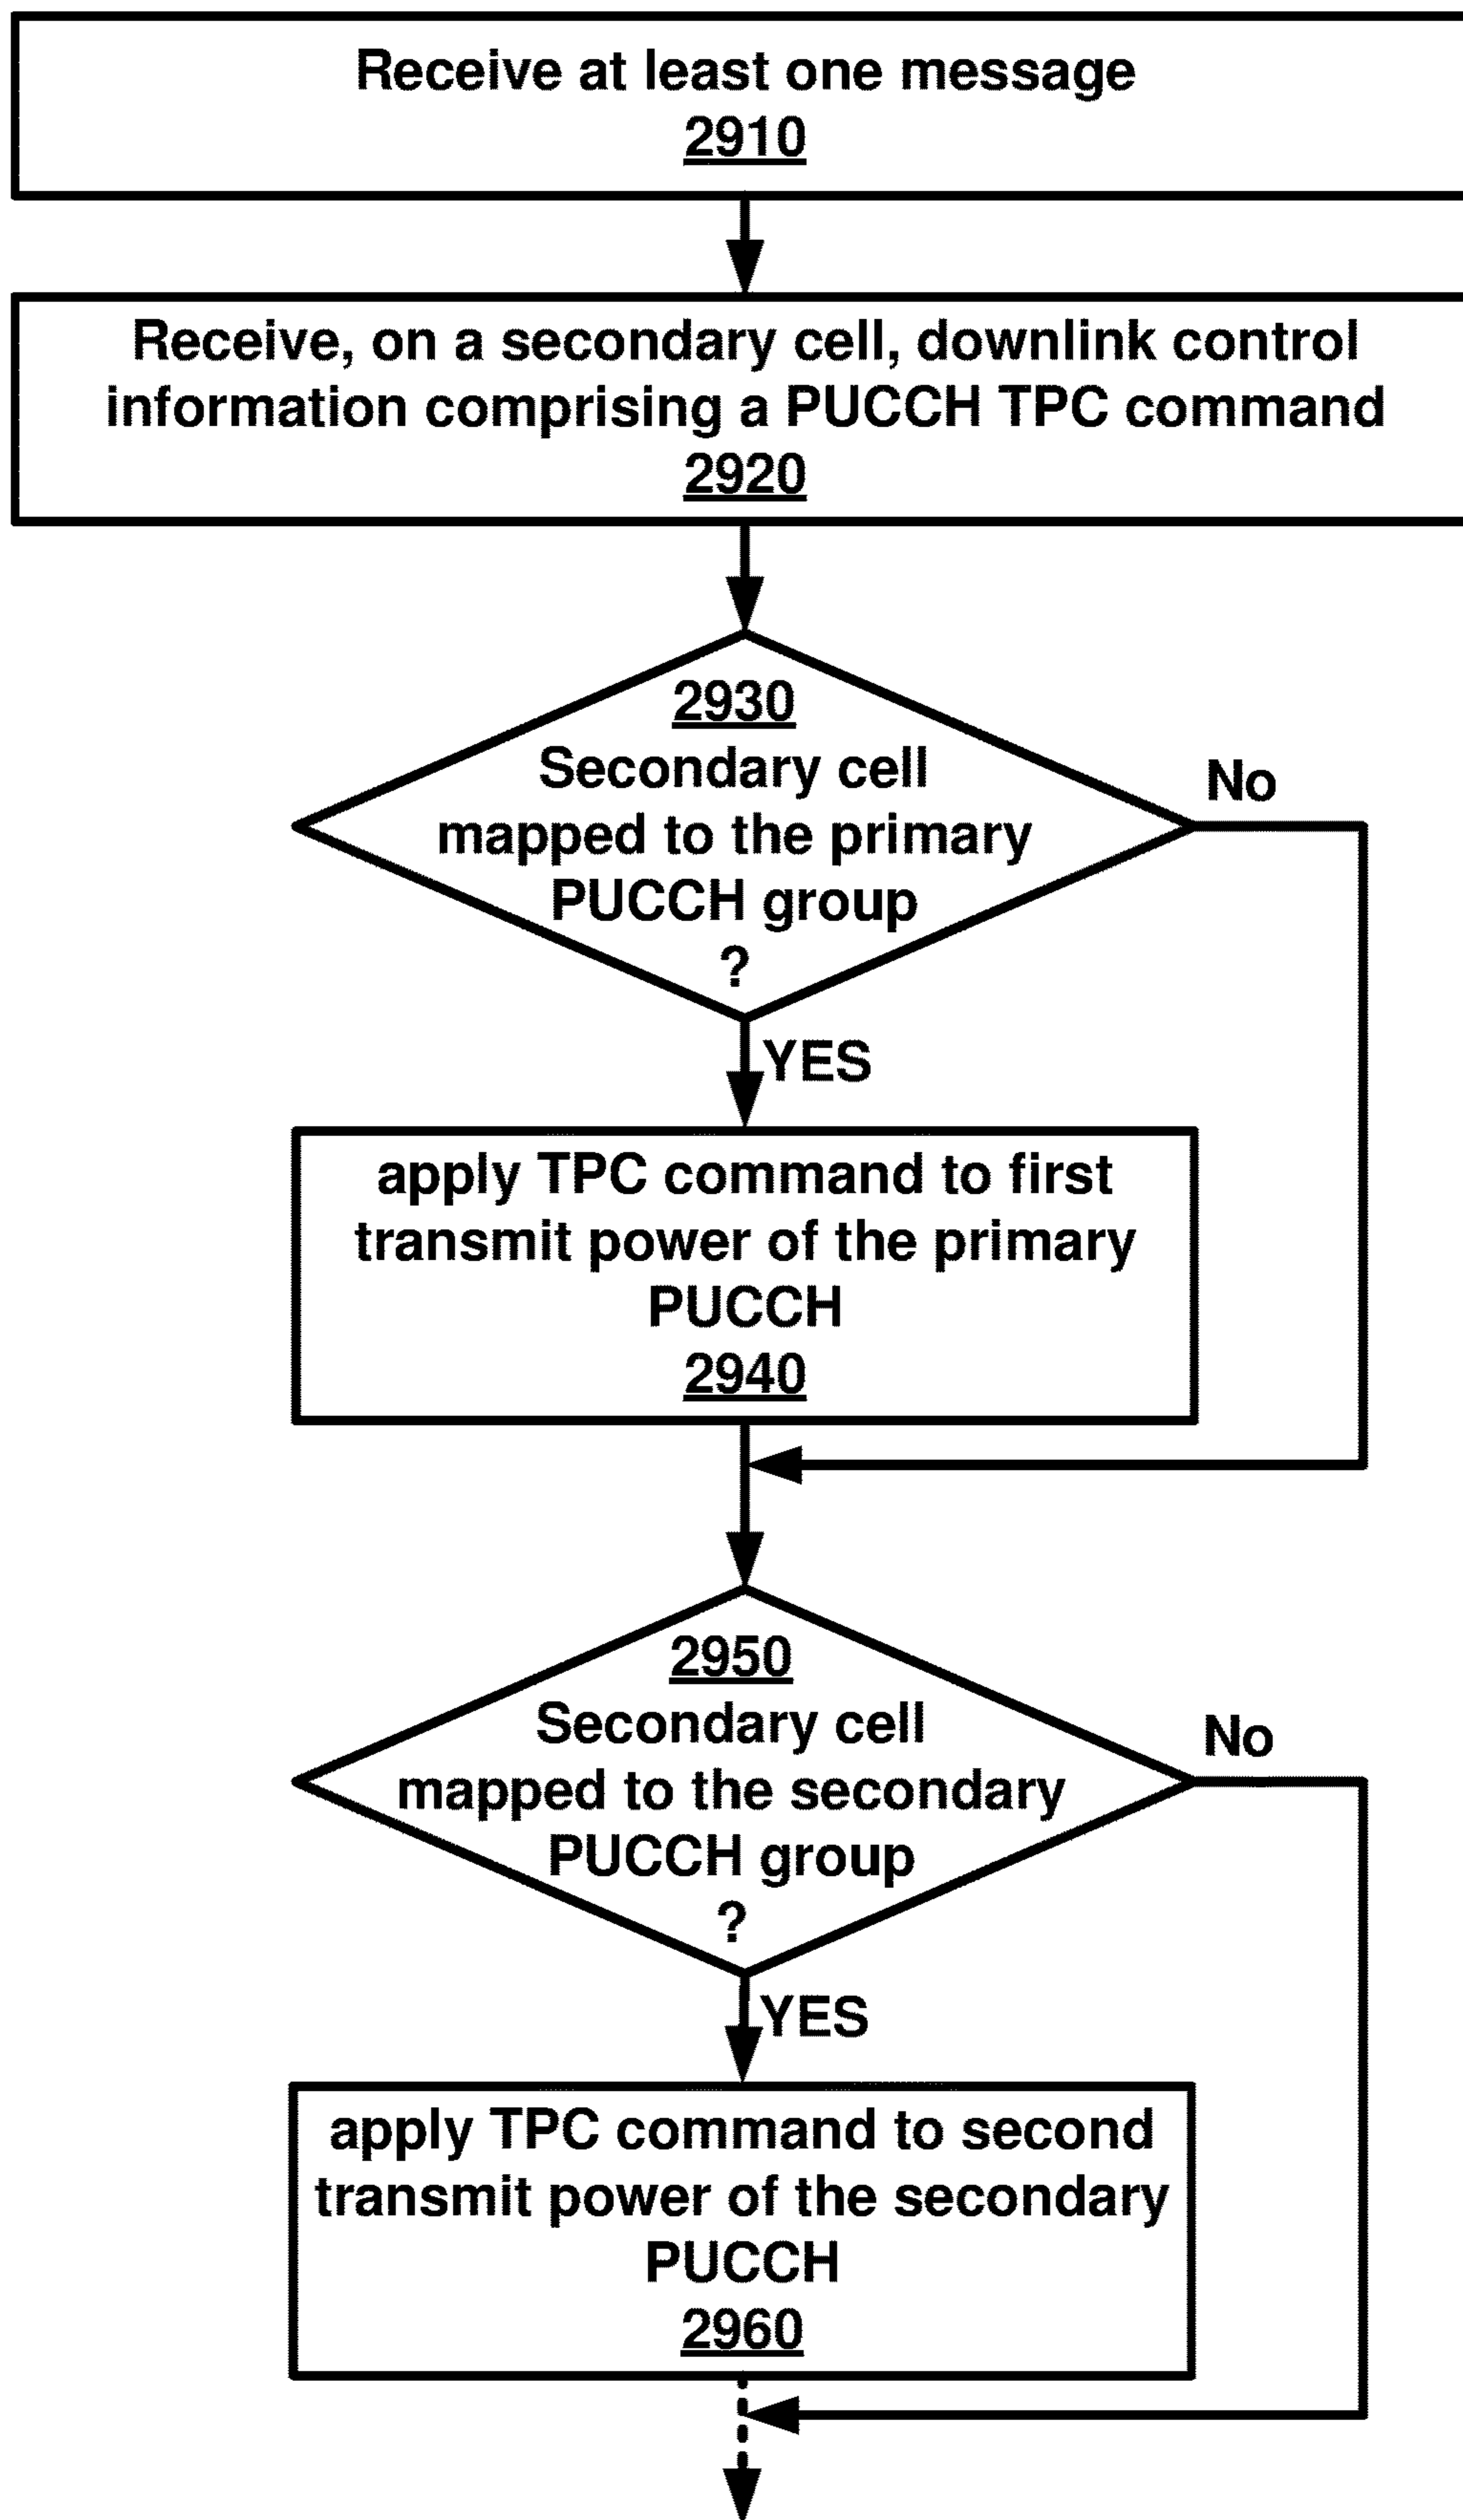 Receive at least one message
2910
Receive, on a secondary cell, downlink control
information comprising a PUCCH TPC command
2920
2930
Secondary cell
mapped to the primary
PUCCH group
?
No
YES
apply TPC command to first
transmit power of the primary
PUCCH
2940
2950
Secondary cell
mapped to the secondary
PUCCH group
?
No
YES
apply TPC command to second
transmit power of the secondary
PUCCH
2960